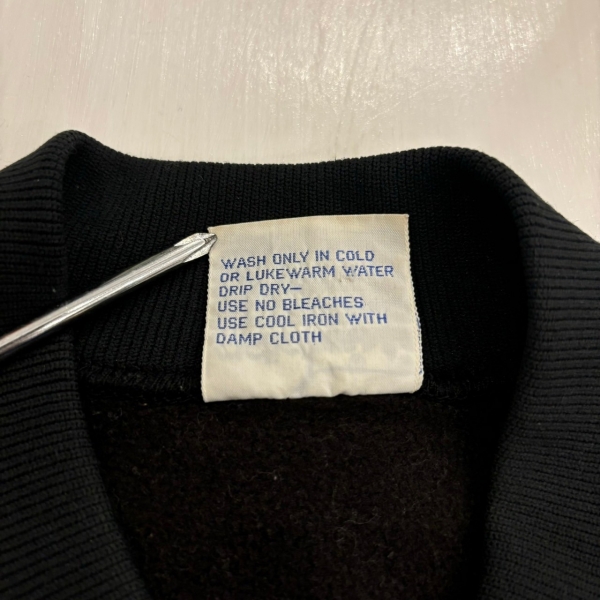 WASH ONLY IN COLD
OR LUKEWARM WATER
DRIP DRY—
USE NO BLEACHES
USE COOL IRON WITH
DAMP CLOTH